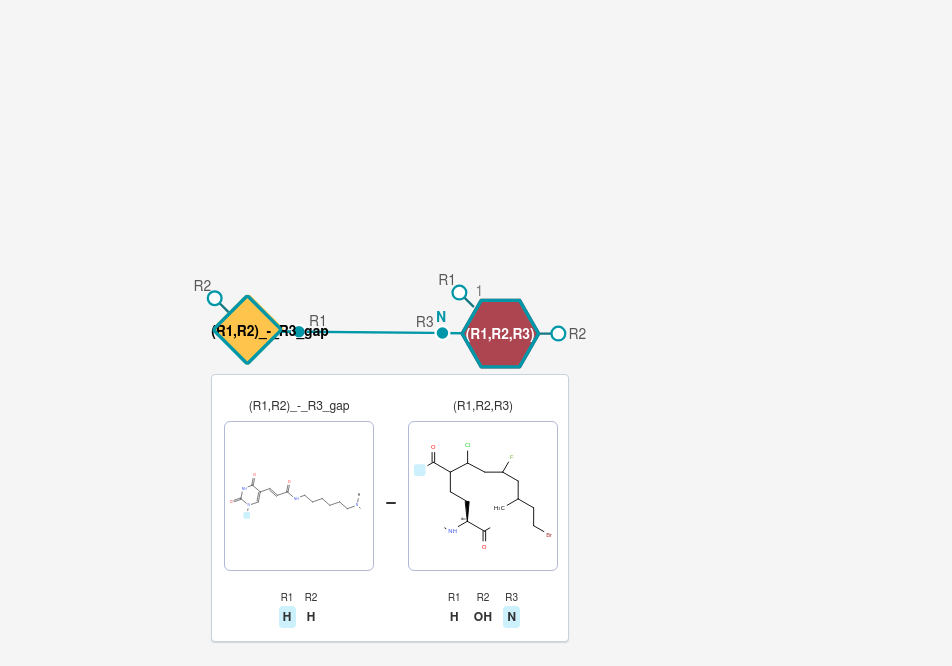 R2
R1
1
(R1,R2)_-_R3_gap
R1
R3
N
(R1,R2,R3)
R2
(R1,R2)_-_R3_gap
(R1,R2,R3)
O
Cl
F
H₃C
NH
O
Br
O
O
O
NH
–
R1 R2
H H
R1 R2 R3
H OH N